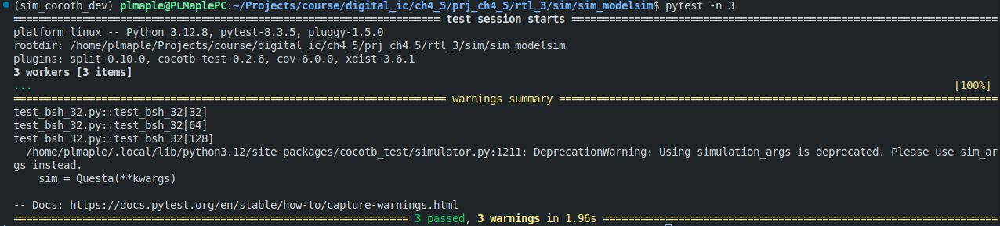 (sim_cocotb_dev) plmaple@PLMaplePC:~/Projects/course/digital_ic/ch4_5/prj_ch4_5/rtl_3/sim/sim_modelsim$ pytest -n 3
==================================================================== test session starts ====================================================================
platform linux -- Python 3.12.8, pytest-8.3.5, pluggy-1.5.0
rootdir: /home/plmaple/Projects/course/digital_ic/ch4_5/prj_ch4_5/rtl_3/sim/sim_modelsim
plugins: split-0.10.0, cocotb-test-0.2.6, cov-6.0.0, xdist-3.6.1
3 workers [3 items]
... [100%]
===================================================================== warnings summary ======================================================================
test_bsh_32.py::test_bsh_32[32]
test_bsh_32.py::test_bsh_32[64]
test_bsh_32.py::test_bsh_32[128]
  /home/plmaple/.local/lib/python3.12/site-packages/cocotb_test/simulator.py:1211: DeprecationWarning: Using simulation_args is deprecated. Please use sim_ar
gs instead.
    sim = Questa(**kwargs)
-- Docs: https://docs.pytest.org/en/stable/how-to/capture-warnings.html
=============================================================== 3 passed, 3 warnings in 1.96s ===============================================================